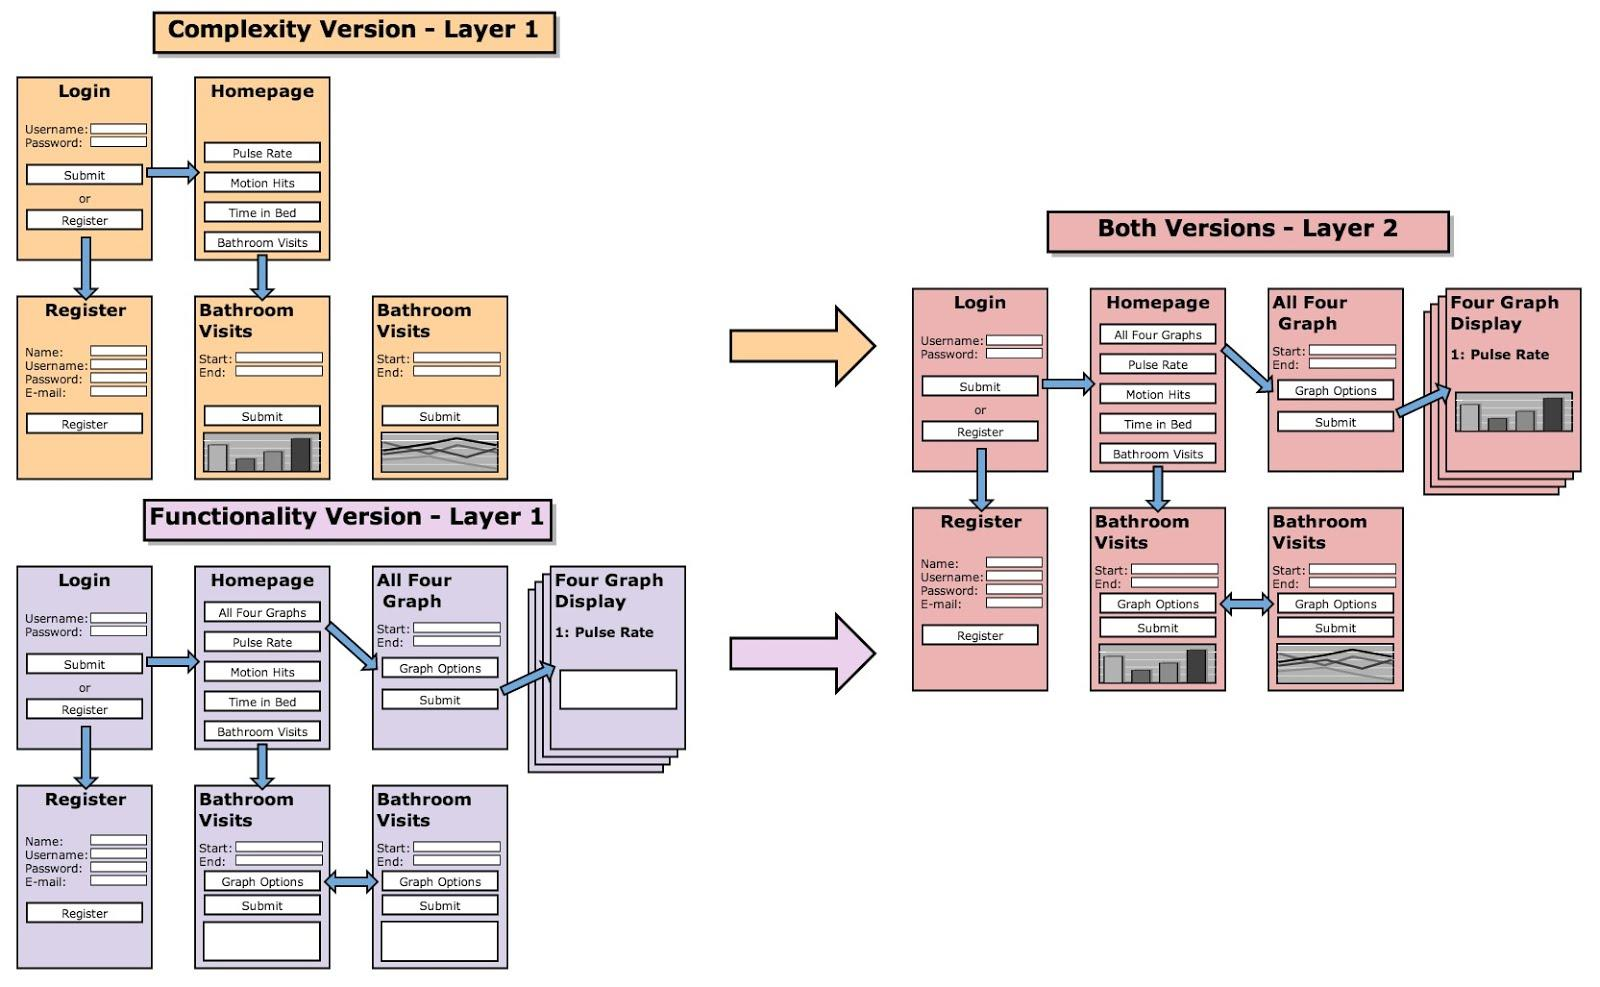 Complexity Version - Layer 1
Login
Username:
Password:
Submit
or
Register
Homepage
Pulse Rate
Motion Hits
Time in Bed
Bathroom Visits
Register
Name:
Username:
Password:
E-mail:
Register
Bathroom
Visits
Start:
End:
Submit
Bathroom
Visits
Start:
End:
Submit
Functionality Version - Layer 1
Login
Username:
Password:
Submit
or
Register
Homepage
All Four Graphs
Pulse Rate
Motion Hits
Time in Bed
Bathroom Visits
All Four
Graph
Start:
End:
Graph Options
Submit
Four Graph
Display
1: Pulse Rate
Register
Name:
Username:
Password:
E-mail:
Register
Bathroom
Visits
Start:
End:
Graph Options
Submit
Bathroom
Visits
Start:
End:
Graph Options
Submit
Both Versions - Layer 2
Login
Username:
Password:
Submit
or
Register
Homepage
All Four Graphs
Pulse Rate
Motion Hits
Time in Bed
Bathroom Visits
All Four
Graph
Start:
End:
Graph Options
Submit
Four Graph
Display
1: Pulse Rate
Register
Name:
Username:
Password:
E-mail:
Register
Bathroom
Visits
Start:
End:
Graph Options
Submit
Bathroom
Visits
Start:
End:
Graph Options
Submit